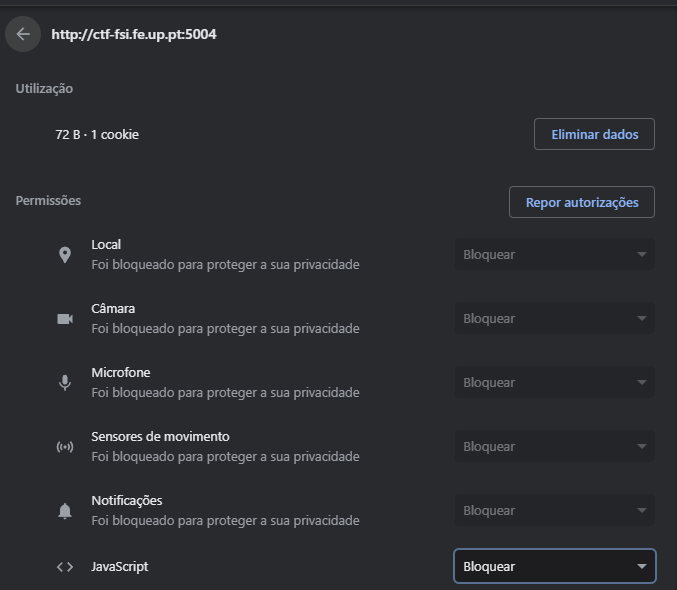 http://ctf-fsi.fe.up.pt:5004
Utilização
72 B · 1 cookie
Eliminar dados
Permissões
Repor autorizações
Local
Foi bloqueado para proteger a sua privacidade
Bloquear
Câmara
Foi bloqueado para proteger a sua privacidade
Bloquear
Microfone
Foi bloqueado para proteger a sua privacidade
Bloquear
Sensores de movimento
Foi bloqueado para proteger a sua privacidade
Bloquear
Notificações
Foi bloqueado para proteger a sua privacidade
Bloquear
JavaScript
Bloquear